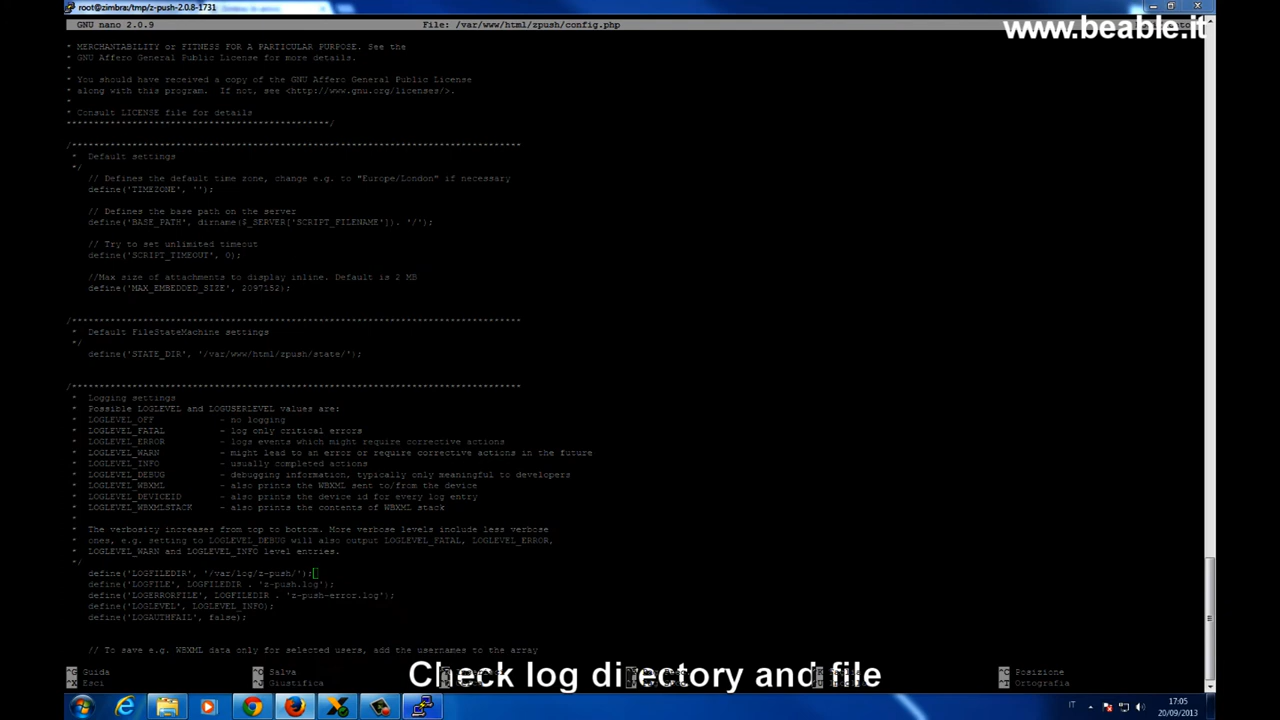 root@zimbra:/tmp/z-push-2.0.8-1731
GNU nano 2.0.9 File: /var/www/html/zpush/config.php
www.beable.it
* MERCHANTABILITY or FITNESS FOR A PARTICULAR PURPOSE. See the
* GNU Affero General Public License for more details.
*
* You should have received a copy of the GNU Affero General Public License
* along with this program. If not, see <http://www.gnu.org/licenses/>.
*
* Consult LICENSE file for details
************************************************/
/**********************************************************************************
* Default settings
*/
// Defines the default time zone, change e.g. to "Europe/London" if necessary
define('TIMEZONE', '');
// Defines the base path on the server
define('BASE_PATH', dirname($_SERVER['SCRIPT_FILENAME']). '/');
// Try to set unlimited timeout
define('SCRIPT_TIMEOUT', 0);
//Max size of attachments to display inline. Default is 2 MB
define('MAX_EMBEDDED_SIZE', 2097152);
/**********************************************************************************
* Default FileStateMachine settings
*/
define('STATE_DIR', '/var/www/html/zpush/state/');
/**********************************************************************************
* Logging settings
* Possible LOGLEVEL and LOGUSERLEVEL values are:
* LOGLEVEL_OFF - no logging
* LOGLEVEL_FATAL - log only critical errors
* LOGLEVEL_ERROR - logs events which might require corrective actions
* LOGLEVEL_WARN - might lead to an error or require corrective actions in the future
* LOGLEVEL_INFO - usually completed actions
* LOGLEVEL_DEBUG - debugging information, typically only meaningful to developers
* LOGLEVEL_WBXML - also prints the WBXML sent to/from the device
* LOGLEVEL_DEVICEID - also prints the device id for every log entry
* LOGLEVEL_WBXMLSTACK - also prints the contents of WBXML stack
*
* The verbosity increases from top to bottom. More verbose levels include less verbose
* ones, e.g. setting to LOGLEVEL_DEBUG will also output LOGLEVEL_FATAL, LOGLEVEL_ERROR,
* LOGLEVEL_WARN and LOGLEVEL_INFO level entries.
*/
define('LOGFILEDIR', '/var/log/z-push/');
define('LOGFILE', LOGFILEDIR . 'z-push.log');
define('LOGERRORFILE', LOGFILEDIR . 'z-push-error.log');
define('LOGLEVEL', LOGLEVEL_INFO);
define('LOGAUTHFAIL', false);
// To save e.g. WBXML data only for selected users, add the usernames to the array
^G Guida ^O Salva ^C Posizione
^X Esci ^J Giustifica ^T Ortografia
Check log directory and file
IT 17:05
20/09/2013